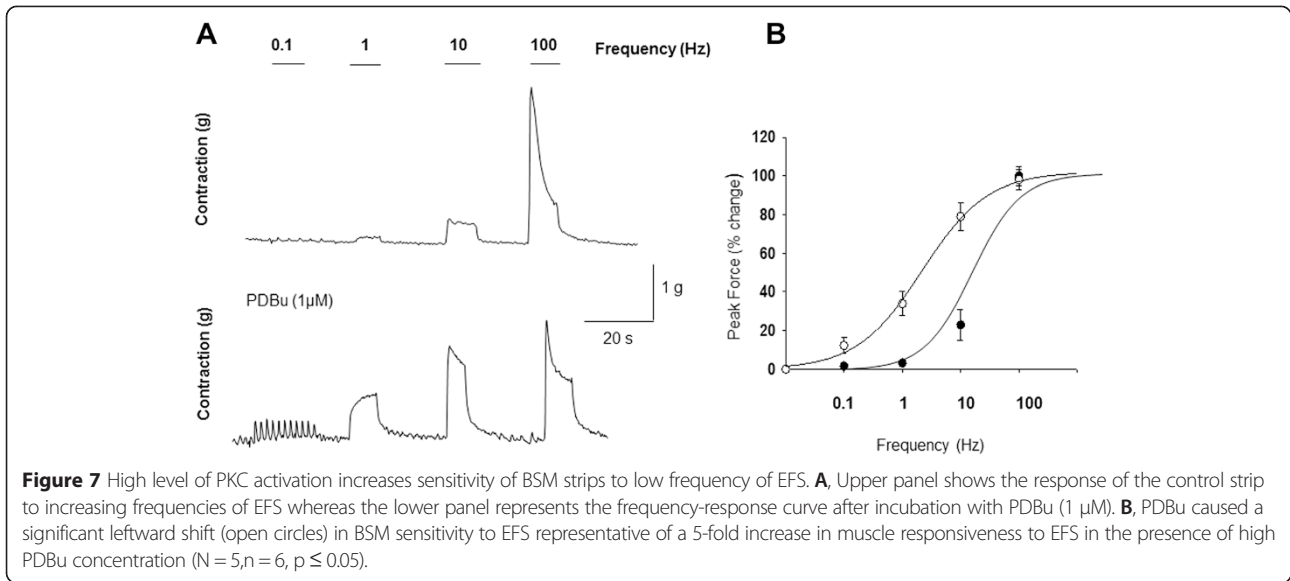 A
0.1 1 10 100 Frequency (Hz)
Contraction (g)
PDBu (1µM)
1 g
20 s
Contraction (g)
B
120
100
80
60
40
20
0
Peak Force (% change)
0.1 1 10 100
Frequency (Hz)
Figure 7 High level of PKC activation increases sensitivity of BSM strips to low frequency of EFS. A, Upper panel shows the response of the control strip
to increasing frequencies of EFS whereas the lower panel represents the frequency-response curve after incubation with PDBu (1 μM). B, PDBu caused a
significant leftward shift (open circles) in BSM sensitivity to EFS representative of a 5-fold increase in muscle responsiveness to EFS in the presence of high
PDBu concentration (N = 5,n = 6, p ≤ 0.05).